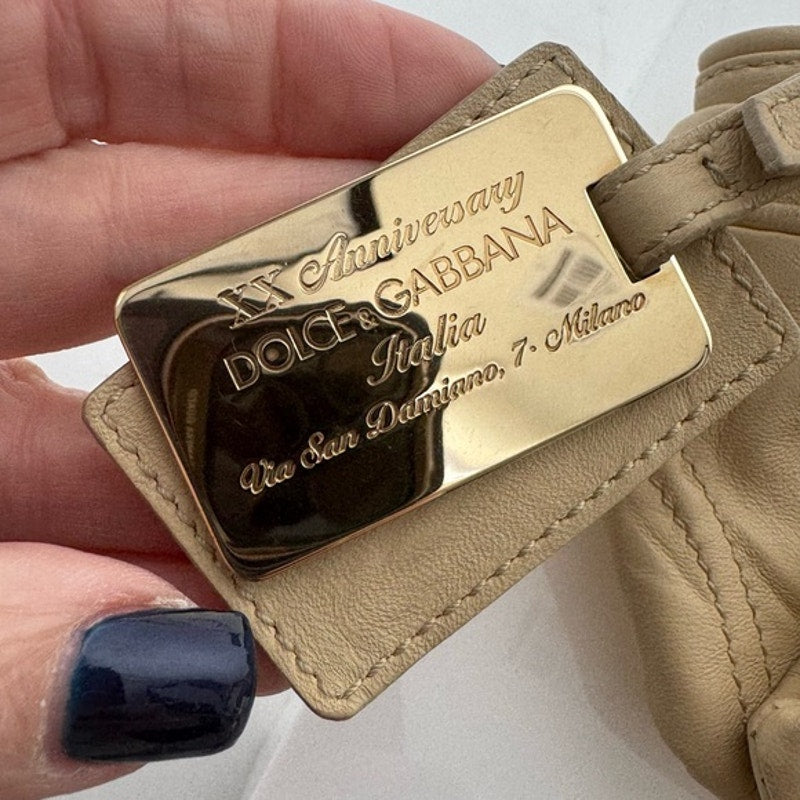 XX Anniversary
DOLCE & GABBANA
Italia
Via San Damiano, 7· Milano